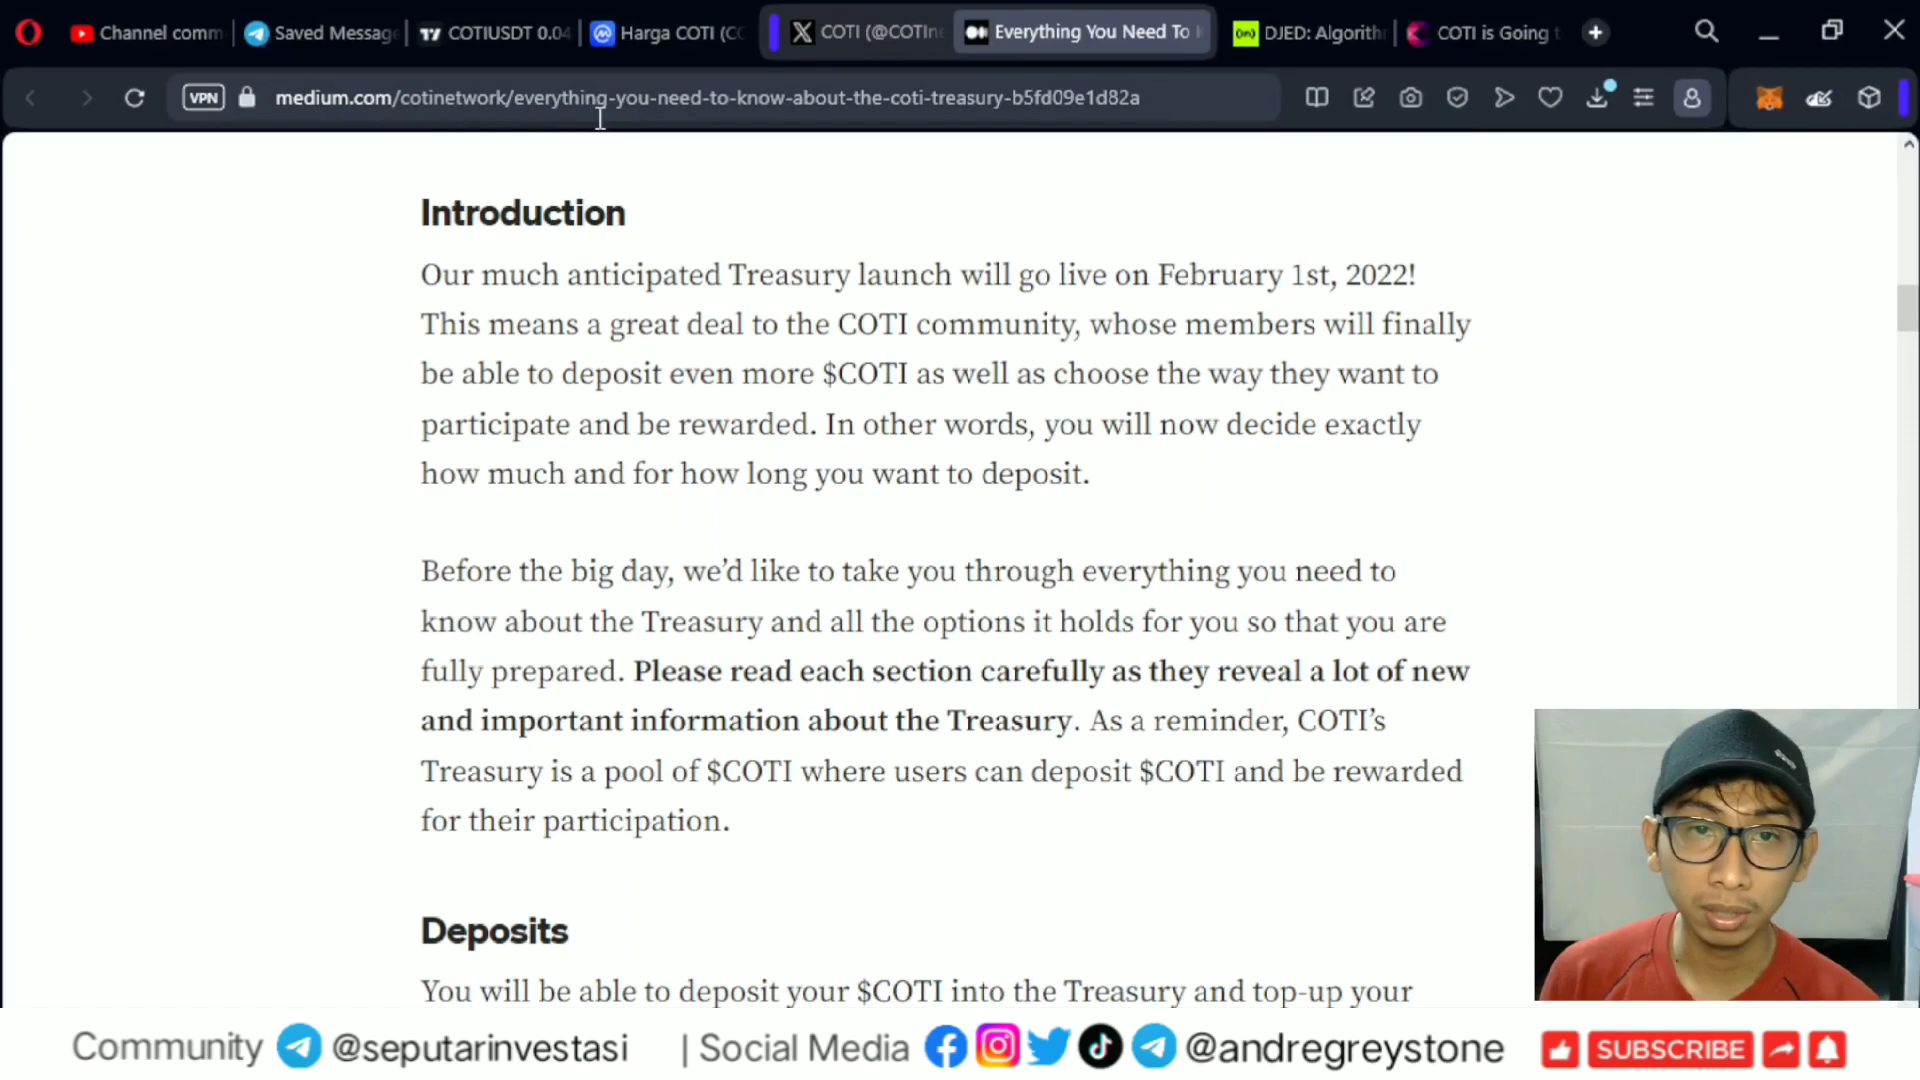 Channel comm
Saved Messag
COTIUSDT 0.04
Harga COTI (CO
COTI (@COTIne
Everything You Need To
DJED: Algorith
COTI is Going t
VPN
medium.com/cotinetwork/everything-you-need-to-know-about-the-coti-treasury-b5fd09e1d82a
Introduction
Our much anticipated Treasury launch will go live on February 1st, 2022!
This means a great deal to the COTI community, whose members will finally
be able to deposit even more $COTI as well as choose the way they want to
participate and be rewarded. In other words, you will now decide exactly
how much and for how long you want to deposit.
Before the big day, we’d like to take you through everything you need to
know about the Treasury and all the options it holds for you so that you are
fully prepared. Please read each section carefully as they reveal a lot of new
and important information about the Treasury. As a reminder, COTI’s
Treasury is a pool of $COTI where users can deposit $COTI and be rewarded
for their participation.
Deposits
You will be able to deposit your $COTI into the Treasury and top-up your
Community @seputarinvestasi | Social Media @andregreystone SUBSCRIBE